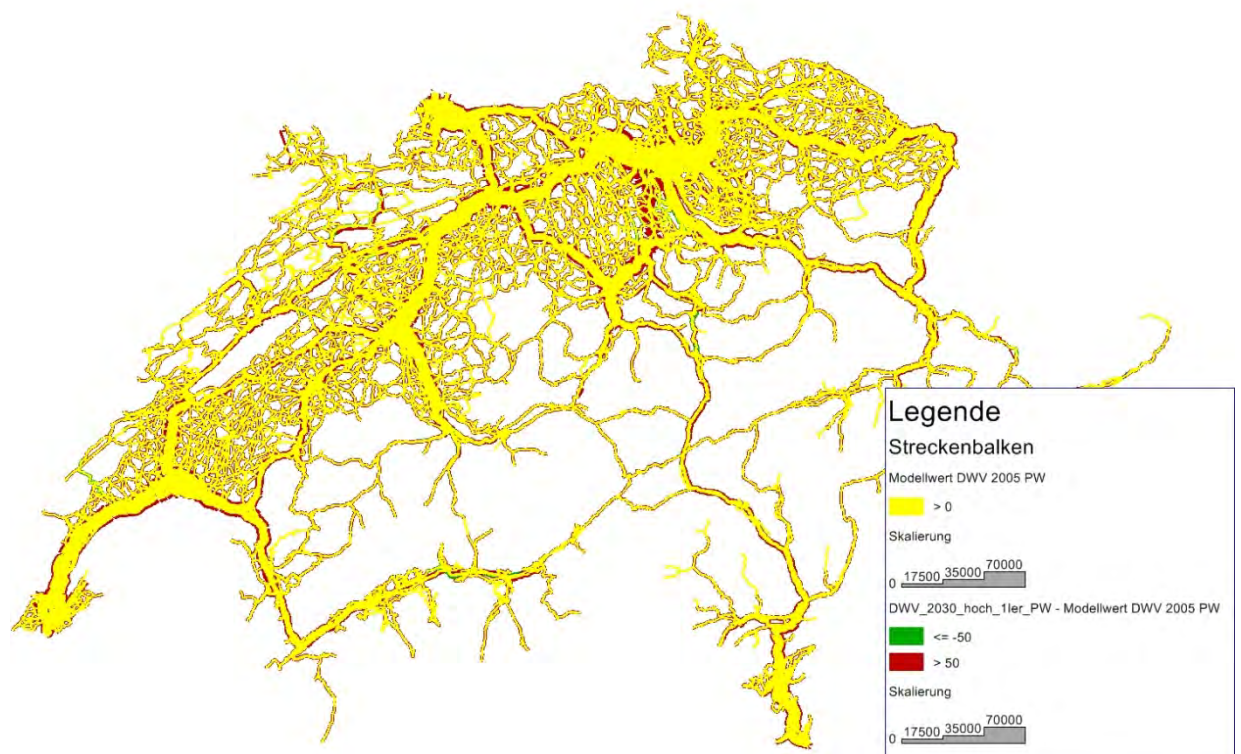 Legende
Streckenbalken
Modellwert DWV 2005 PW
> 0
Skalierung
0 17500 35000 70000
DWV_2030_hoch_1ler_PW - Modellwert DWV 2005 PW
<= -50
> 50
Skalierung
0 17500 35000 70000